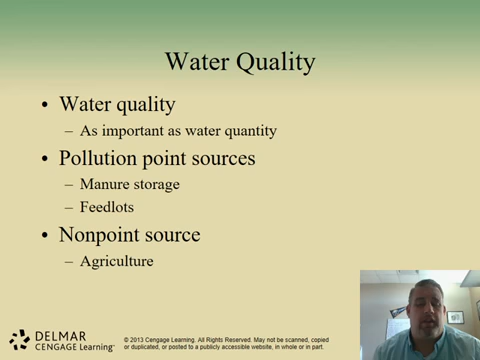 Water Quality
• Water quality
– As important as water quantity
• Pollution point sources
– Manure storage
– Feedlots
• Nonpoint source
– Agriculture
DELMAR
CENGAGE Learning™
© 2013 Cengage Learning. All Rights Reserved. May not be scanned, copied
or duplicated, or posted to a publicly accessible website, in whole or in part.